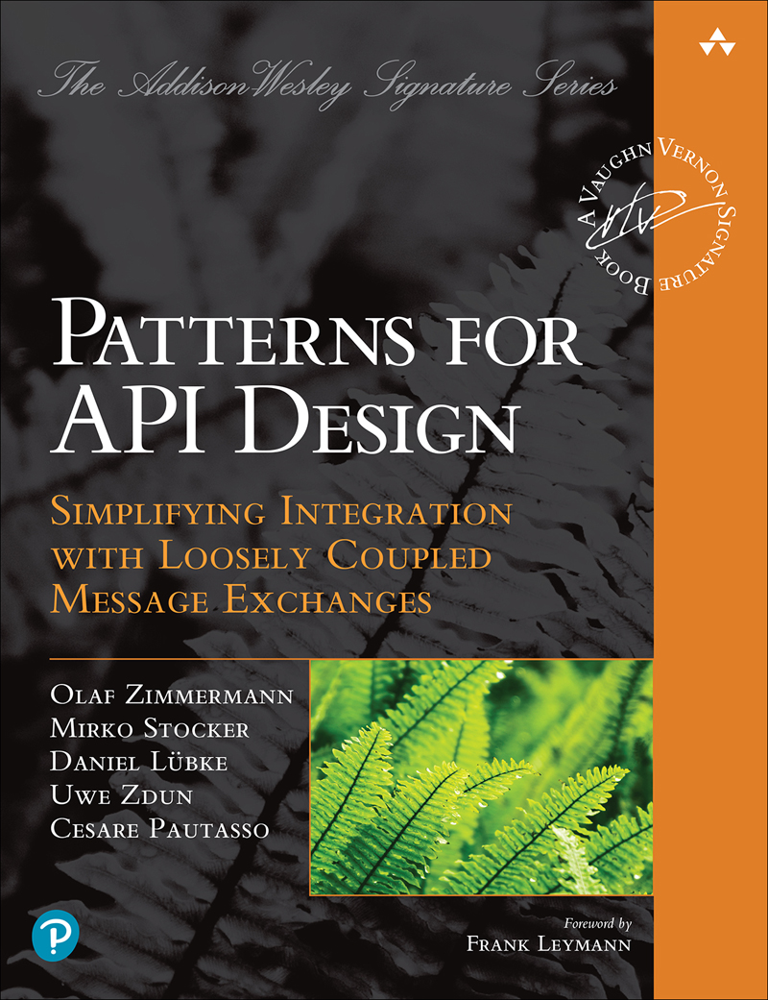 The Addison-Wesley Signature Series
A VAUGHN VERNON SIGNATURE BOOK
PATTERNS FOR
API DESIGN
SIMPLIFYING INTEGRATION
WITH LOOSELY COUPLED
MESSAGE EXCHANGES
OLAF ZIMMERMANN
MIRKO STOCKER
DANIEL LÜBKE
UWE ZDUN
CESARE PAUTASSO
P
Foreword by
FRANK LEYMANN